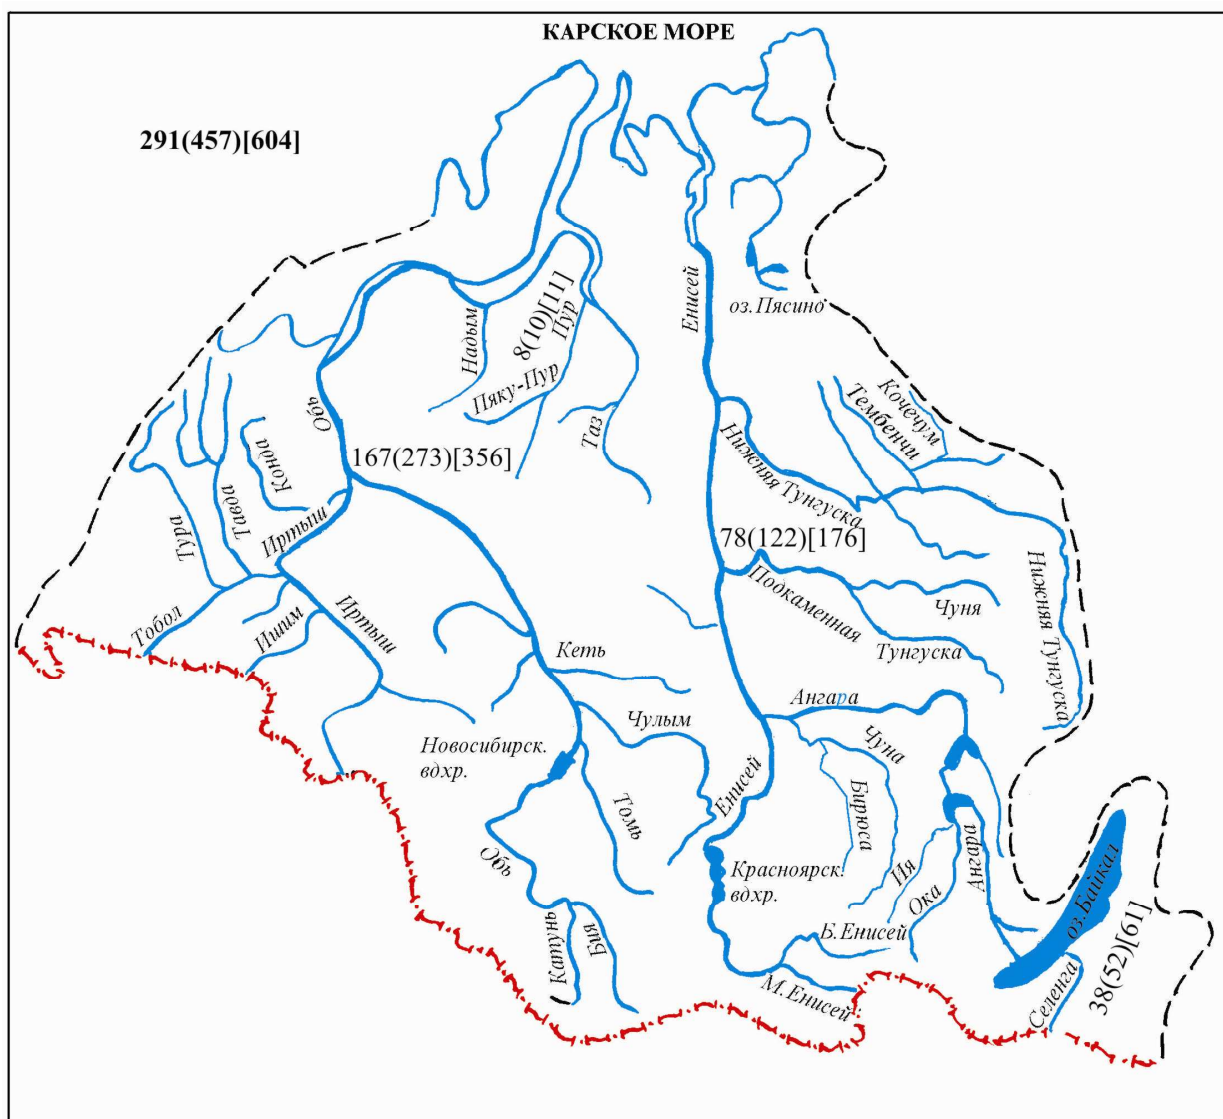 КАРСКОЕ МОРЕ
291(457)[604]
Енисей
оз.Пясино
Надым
8(10)[11]
Пур
Пяку-Пур
Таз
Обь
Кочечум
Тембенчи
Конда
167(273)[356]
Нижняя Тунгуска
Тавда
Тура
Иртыш
78(122)[176]
Подкаменная
Чуня
Нижняя Тунгуска
Тобол
Ишим
Иртыш
Тунгуска
Кеть
Ангара
Чулым
Чуна
Новосибирск.
вдхр.
Енисей
Бирюса
Томь
Ангара
Обь
Красноярск.
вдхр.
Ия
Ока
оз.Байкал
Катунь
Бия
Б.Енисей
38(52)[61]
М.Енисей
Селенга